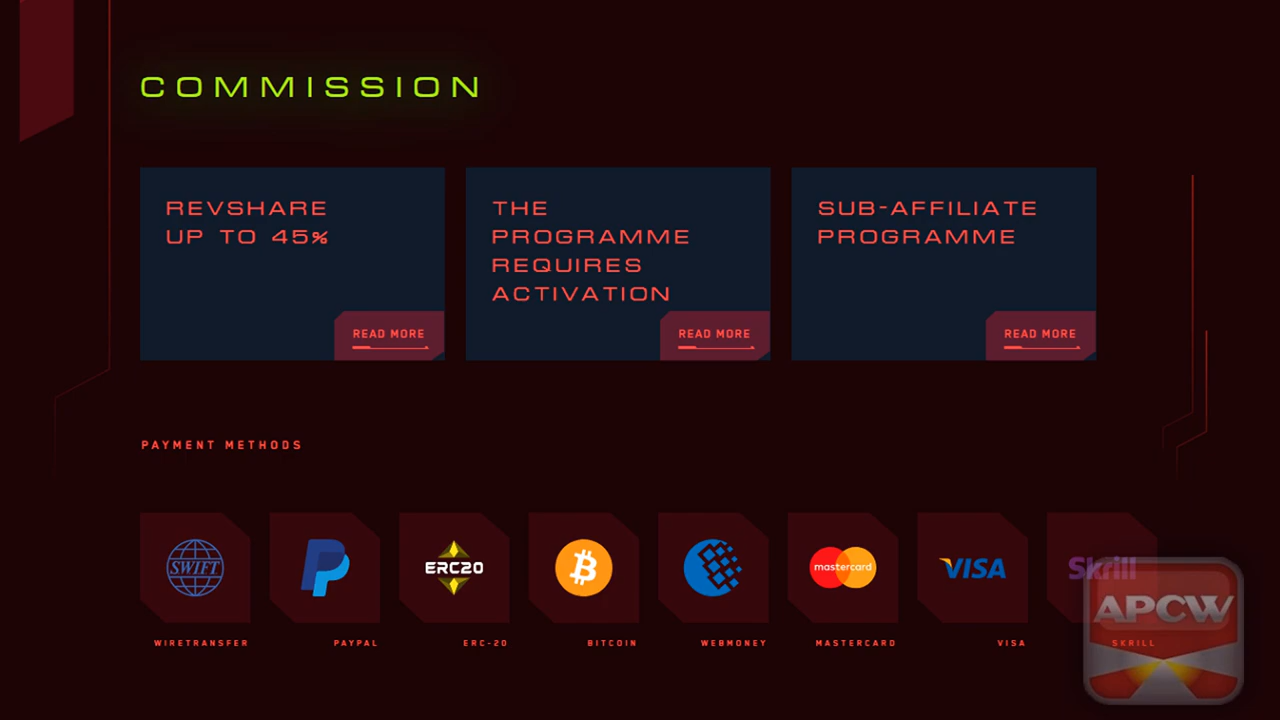 COMMISSION
REVSHARE
UP TO 45%
READ MORE
THE
PROGRAMME
REQUIRES
ACTIVATION
READ MORE
SUB-AFFILIATE
PROGRAMME
READ MORE
PAYMENT METHODS
SWIFT
ERC20
mastercard
VISA
Skrill
APCW
WIRETRANSFER
PAYPAL
ERC-20
BITCOIN
WEBMONEY
MASTERCARD
VISA
SKRILL